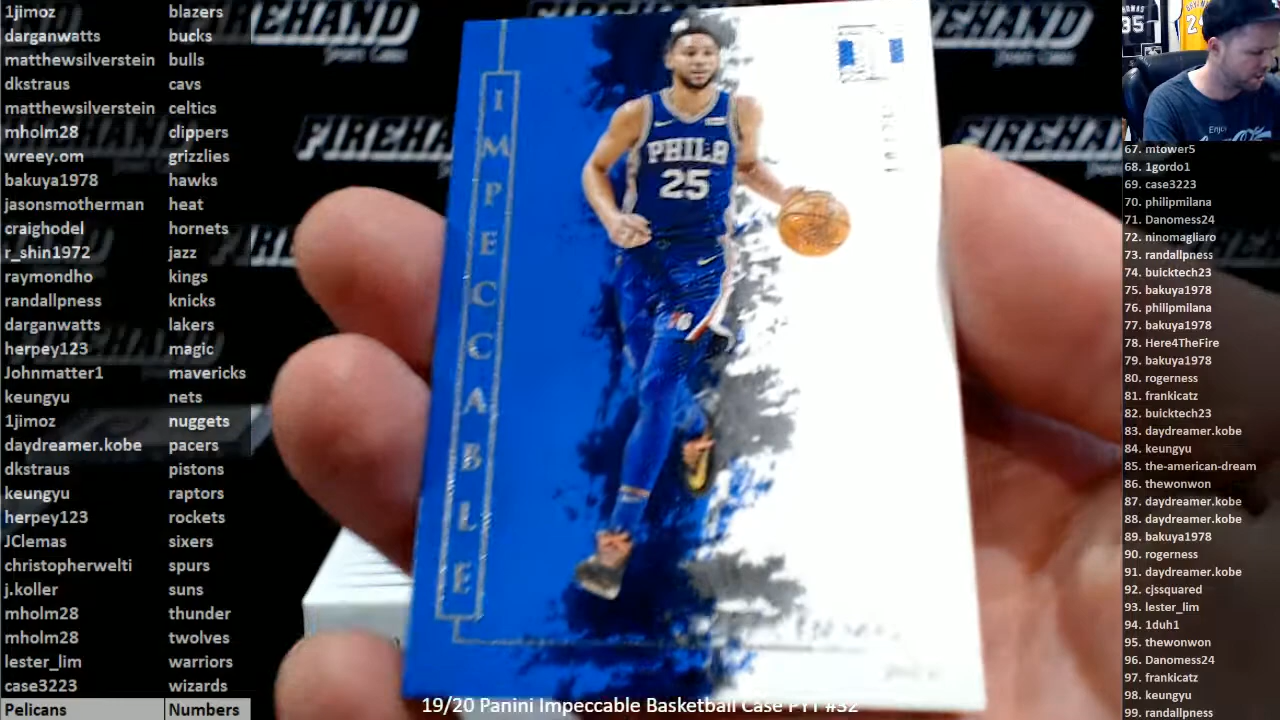 1jimoz blazers
darganwatts bucks
matthewsilverstein bulls
dkstraus cavs
matthewsilverstein celtics
mholm28 clippers
wreey.om grizzlies
bakuya1978 hawks
jasonsmotherman heat
craighodel hornets
r_shin1972 jazz
raymondho kings
randallpness knicks
darganwatts lakers
herpey123 magic
Johnmatter1 mavericks
keungyu nets
1jimoz nuggets
daydreamer.kobe pacers
dkstraus pistons
keungyu raptors
herpey123 rockets
JClemas sixers
christopherwelti spurs
j.koller suns
mholm28 thunder
mholm28 twolves
lester_lim warriors
case3223 wizards
Pelicans Numbers
FIREHAND
FIREHAND
FIREHAND
FIREHAND
IMPECCABLE
PHILA
25
19/20 Panini Impeccable Basketball Case PYT #32
35
Enjoy
67. mtower5
68. 1gordo1
69. case3223
70. philipmilana
71. Danomess24
72. ninomagliaro
73. randallpness
74. buicktech23
75. bakuya1978
76. philipmilana
77. bakuya1978
78. Here4TheFire
79. bakuya1978
80. rogerness
81. frankicatz
82. buicktech23
83. daydreamer.kobe
84. keungyu
85. the-american-dream
86. thewonwon
87. daydreamer.kobe
88. daydreamer.kobe
89. bakuya1978
90. rogerness
91. daydreamer.kobe
92. cjssquared
93. lester_lim
94. 1duh1
95. thewonwon
96. Danomess24
97. frankicatz
98. keungyu
99. randallpness